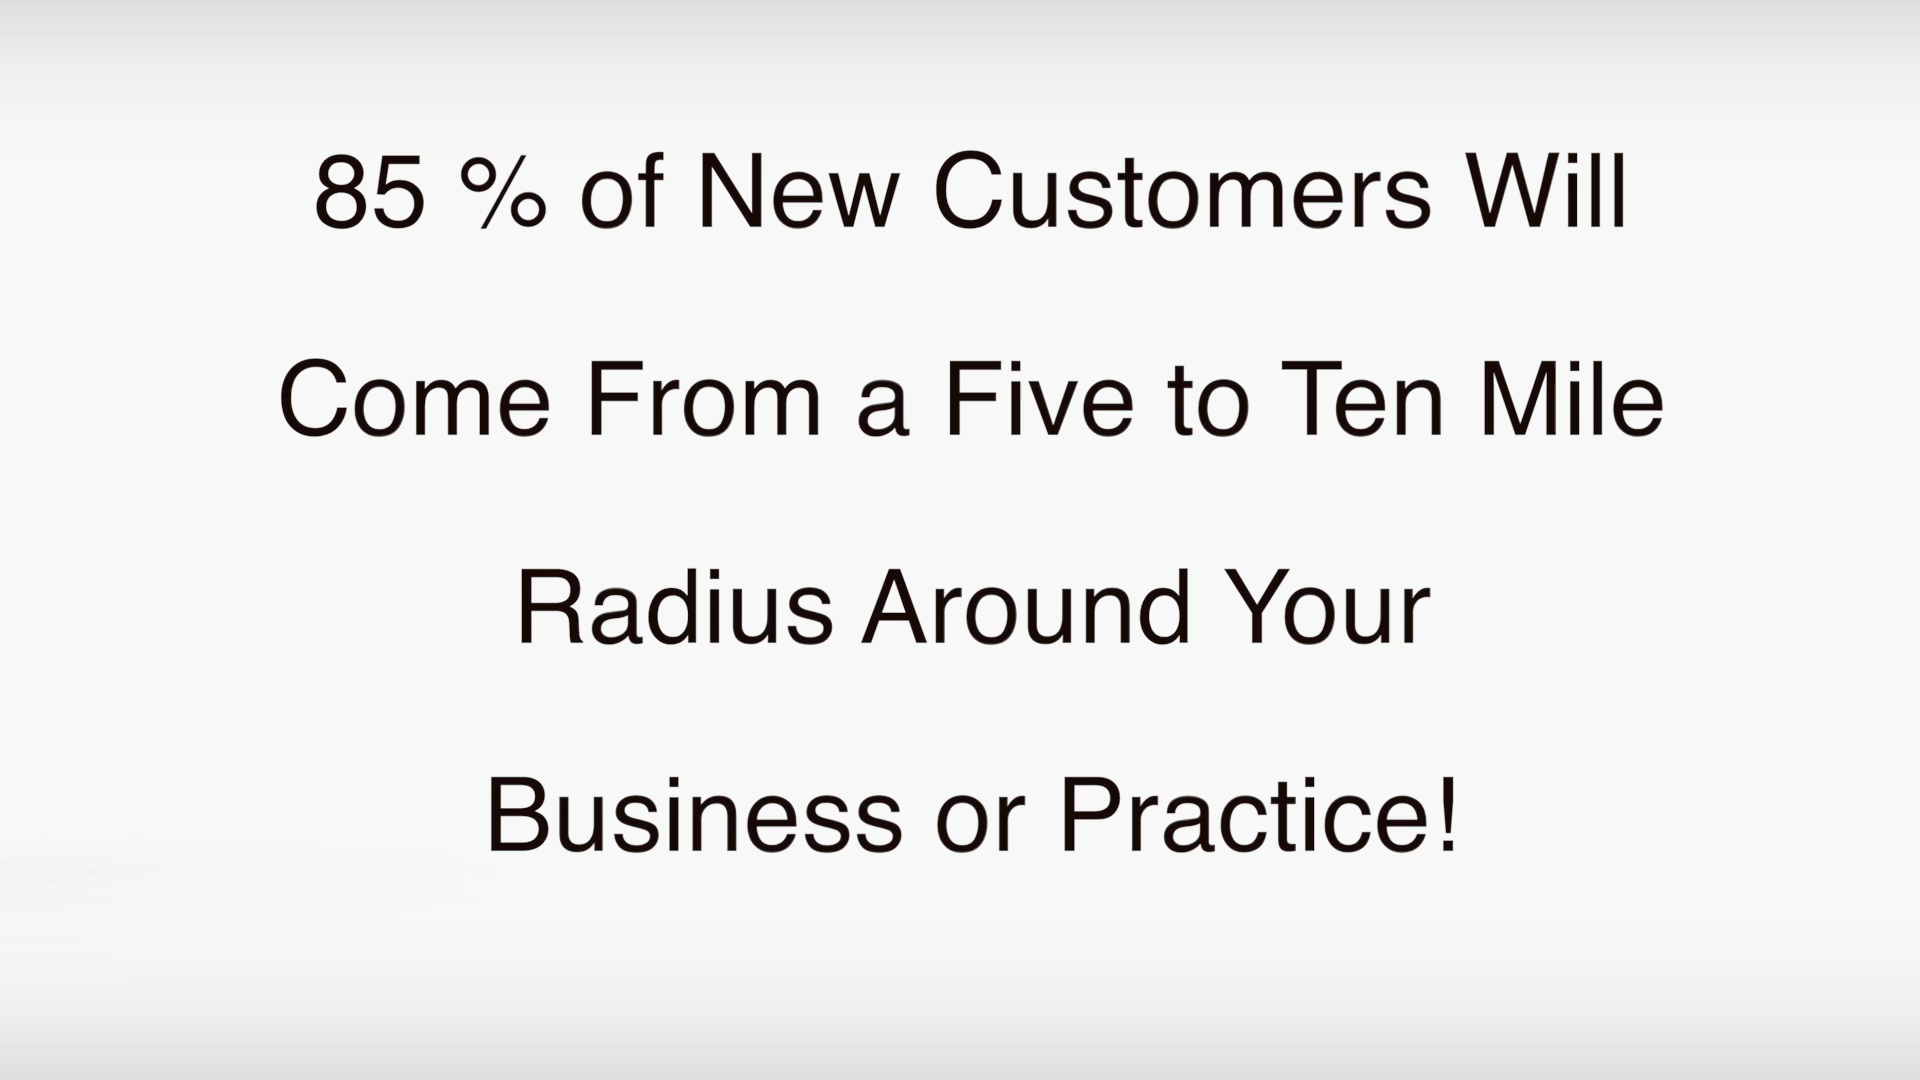 85 % of New Customers Will
Come From a Five to Ten Mile
Radius Around Your
Business or Practice!